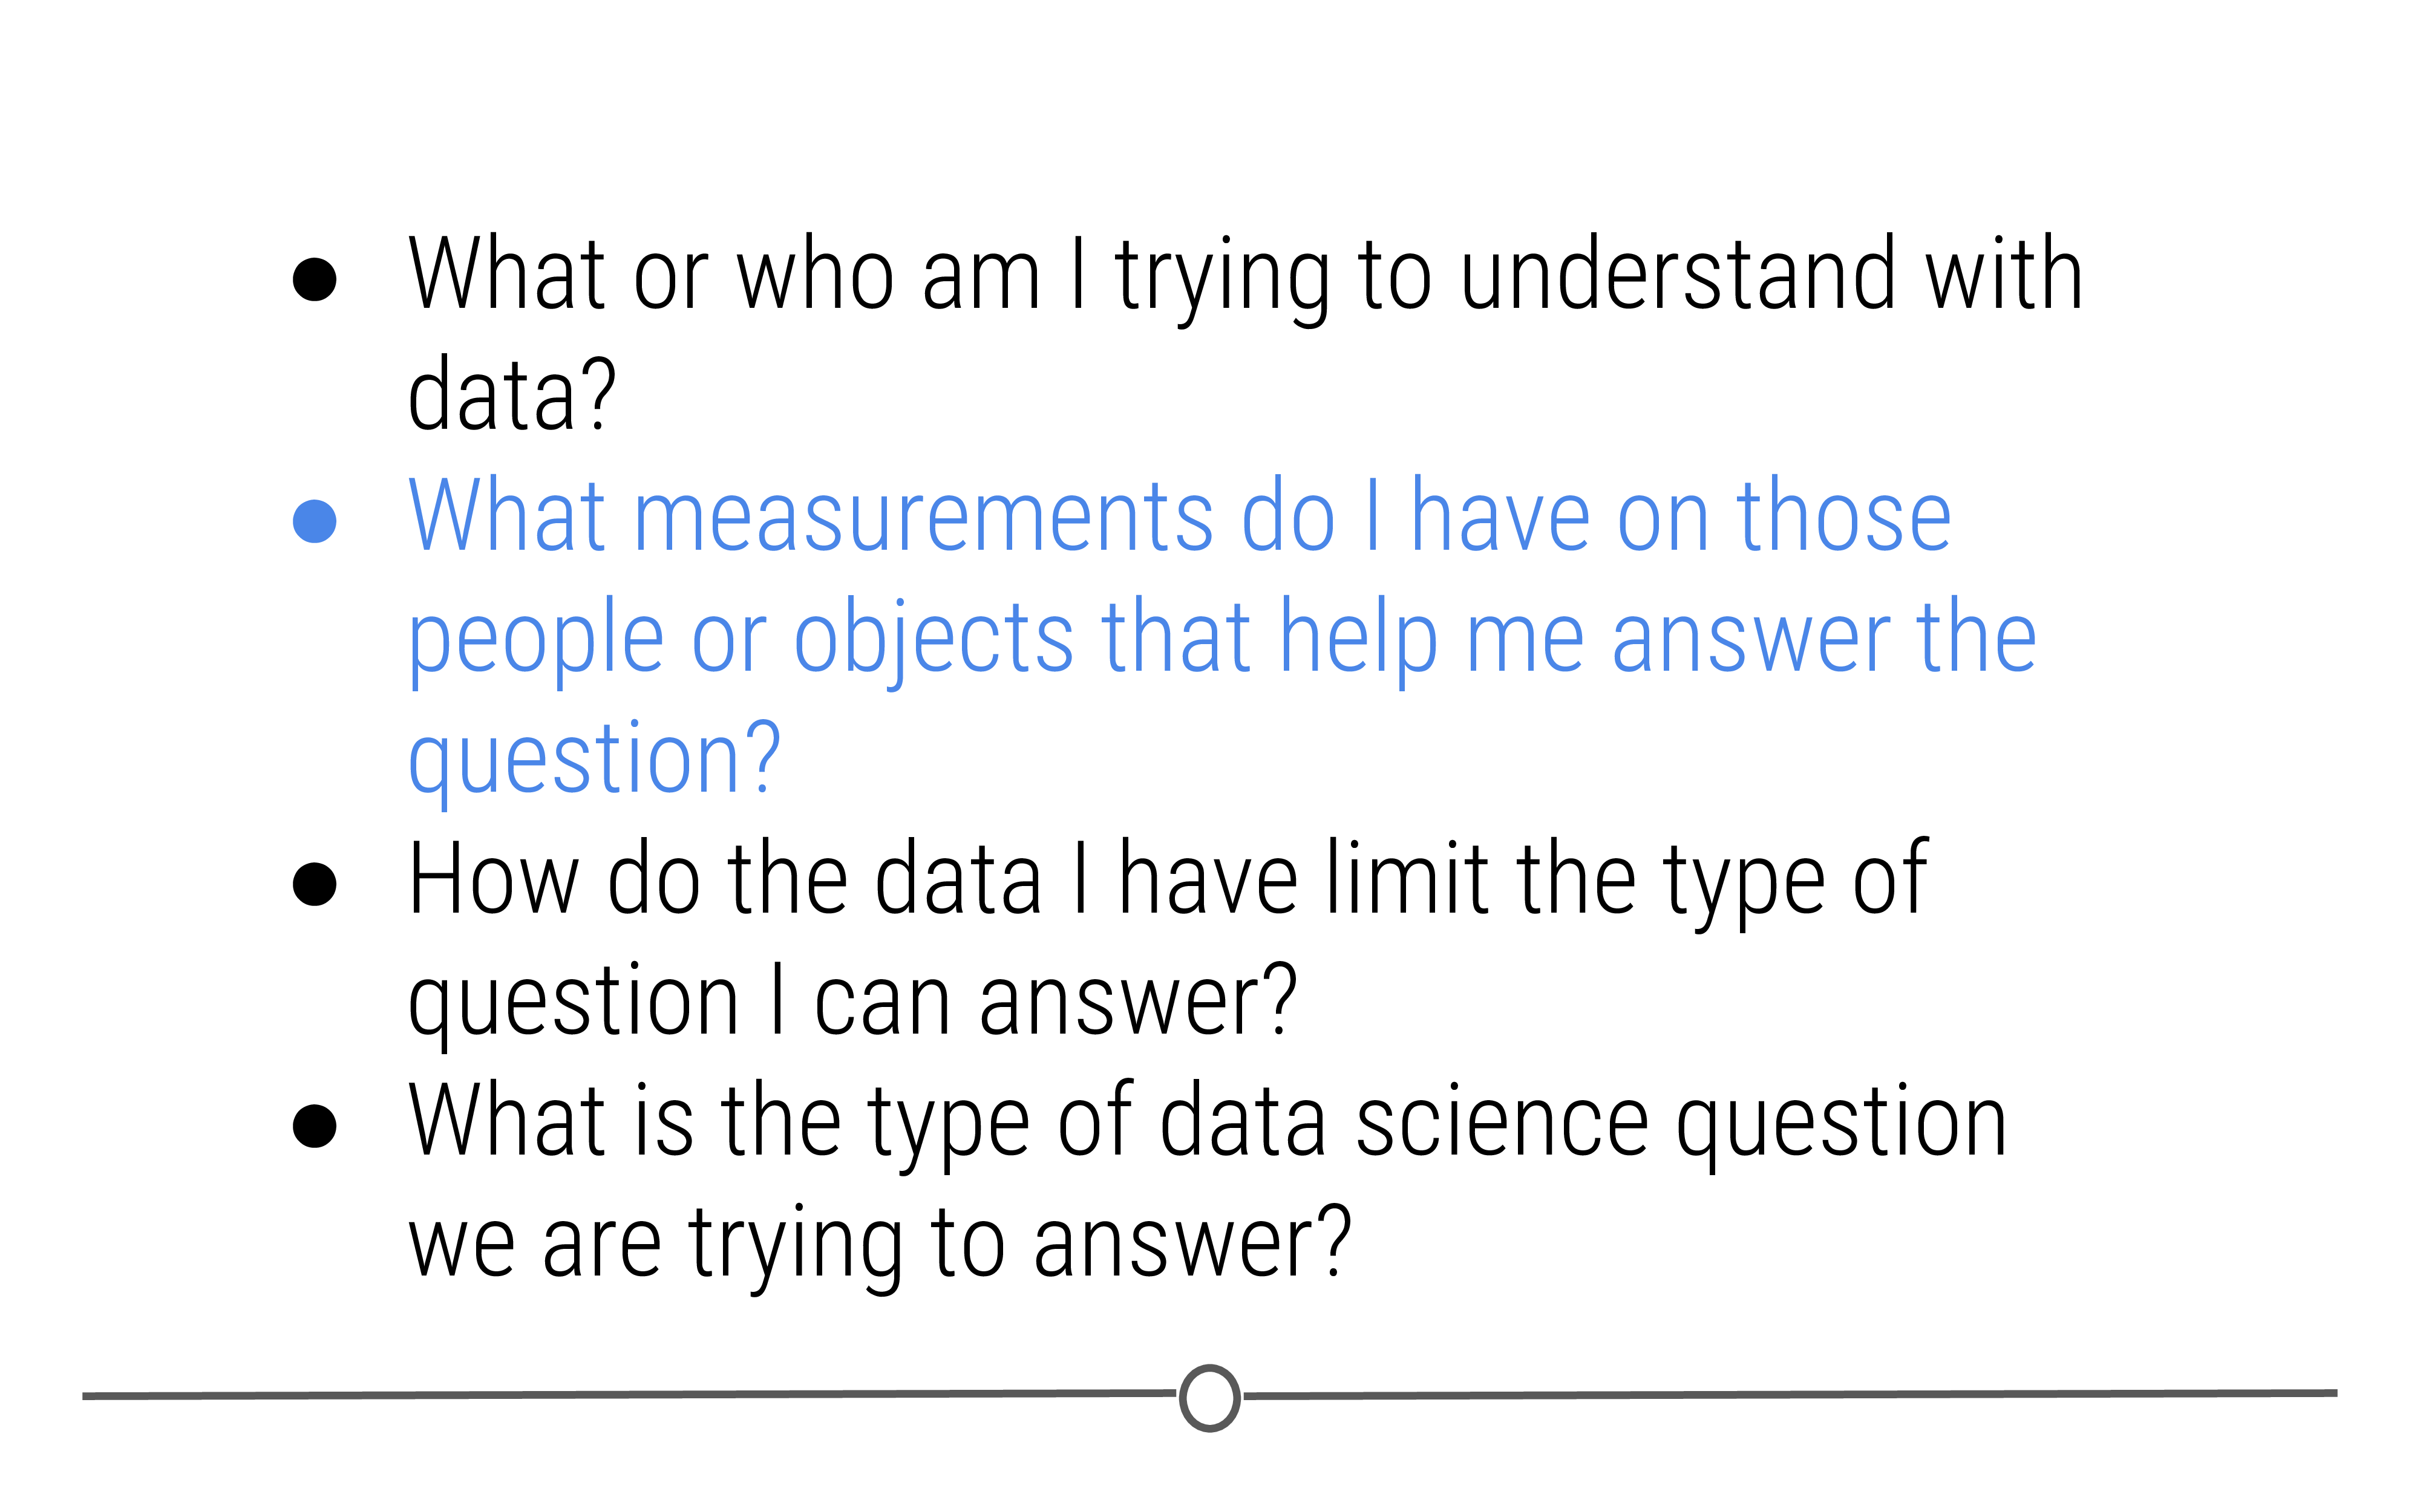 ● What or who am I trying to understand with
data?
● What measurements do I have on those
people or objects that help me answer the
question?
● How do the data I have limit the type of
question I can answer?
● What is the type of data science question
we are trying to answer?